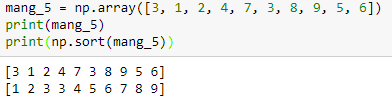 mang_5 = np.array([3, 1, 2, 4, 7, 3, 8, 9, 5, 6])
print(mang_5)
print(np.sort(mang_5))
[3 1 2 4 7 3 8 9 5 6]
[1 2 3 3 4 5 6 7 8 9]